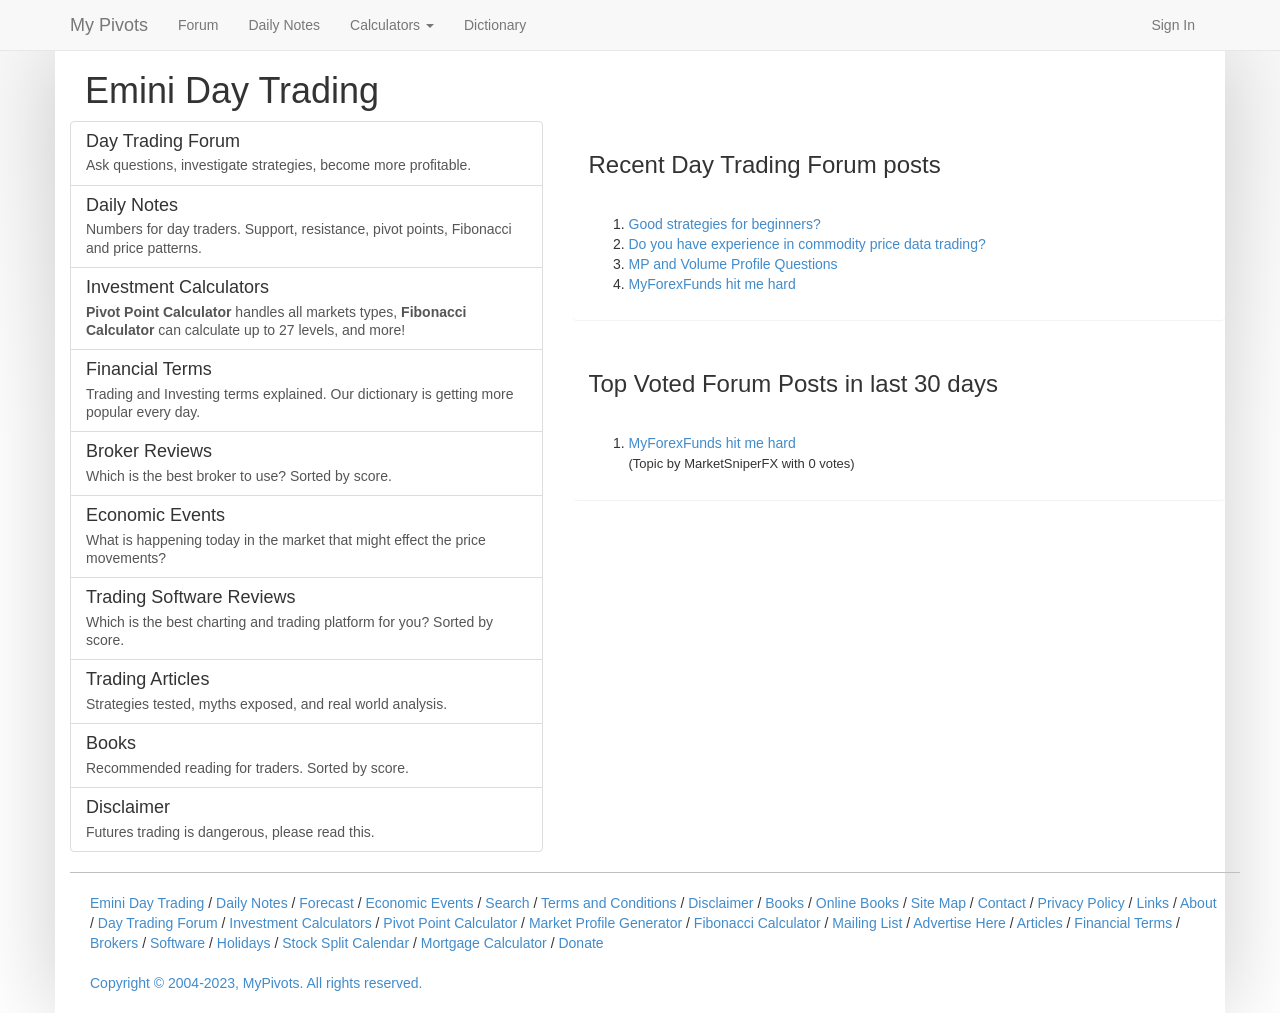 My Pivots Forum Daily Notes Calculators Dictionary Sign In
Emini Day Trading
Day Trading Forum
Ask questions, investigate strategies, become more profitable.
Daily Notes
Numbers for day traders. Support, resistance, pivot points, Fibonacci
and price patterns.
Investment Calculators
Pivot Point Calculator handles all markets types, Fibonacci
Calculator can calculate up to 27 levels, and more!
Financial Terms
Trading and Investing terms explained. Our dictionary is getting more
popular every day.
Broker Reviews
Which is the best broker to use? Sorted by score.
Economic Events
What is happening today in the market that might effect the price
movements?
Trading Software Reviews
Which is the best charting and trading platform for you? Sorted by
score.
Trading Articles
Strategies tested, myths exposed, and real world analysis.
Books
Recommended reading for traders. Sorted by score.
Disclaimer
Futures trading is dangerous, please read this.
Recent Day Trading Forum posts
1. Good strategies for beginners?
2. Do you have experience in commodity price data trading?
3. MP and Volume Profile Questions
4. MyForexFunds hit me hard
Top Voted Forum Posts in last 30 days
1. MyForexFunds hit me hard
(Topic by MarketSniperFX with 0 votes)
Emini Day Trading / Daily Notes / Forecast / Economic Events / Search / Terms and Conditions / Disclaimer / Books / Online Books / Site Map / Contact / Privacy Policy / Links / About
/ Day Trading Forum / Investment Calculators / Pivot Point Calculator / Market Profile Generator / Fibonacci Calculator / Mailing List / Advertise Here / Articles / Financial Terms /
Brokers / Software / Holidays / Stock Split Calendar / Mortgage Calculator / Donate
Copyright © 2004-2023, MyPivots. All rights reserved.